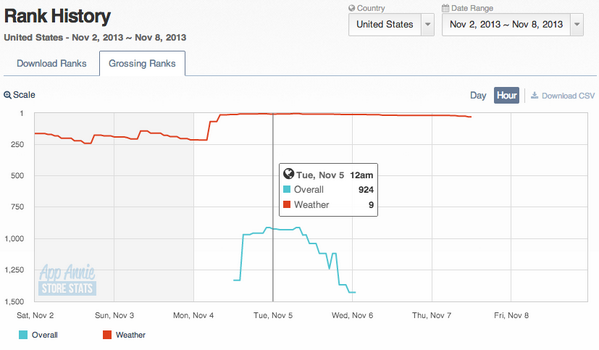 Rank History
United States - Nov 2, 2013 ~ Nov 8, 2013
Country
United States
Date Range
Nov 2, 2013 ~ Nov 8, 2013
Download Ranks
Grossing Ranks
Scale
Day
Hour
Download CSV
1
250
500
750
1,000
1,250
1,500
Tue, Nov 5 12am
Overall 924
Weather 9
App Annie
STORE STATS
Sat, Nov 2
Sun, Nov 3
Mon, Nov 4
Tue, Nov 5
Wed, Nov 6
Thu, Nov 7
Fri, Nov 8
Overall
Weather